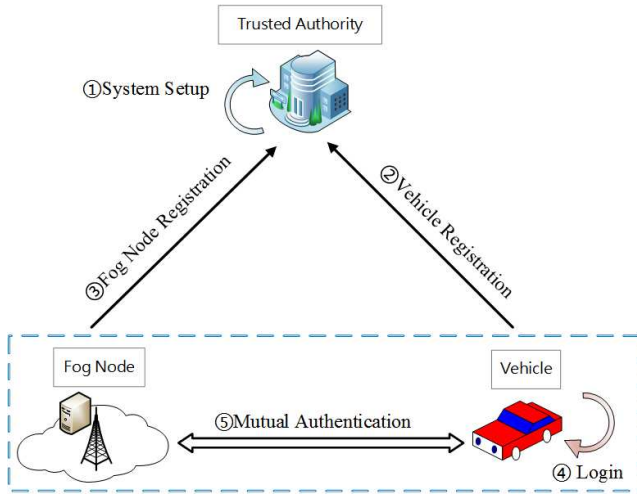 Trusted Authority
①System Setup
②Vehicle Registration
③Fog Node Registration
Fog Node
Vehicle
⑤Mutual Authentication
④ Login